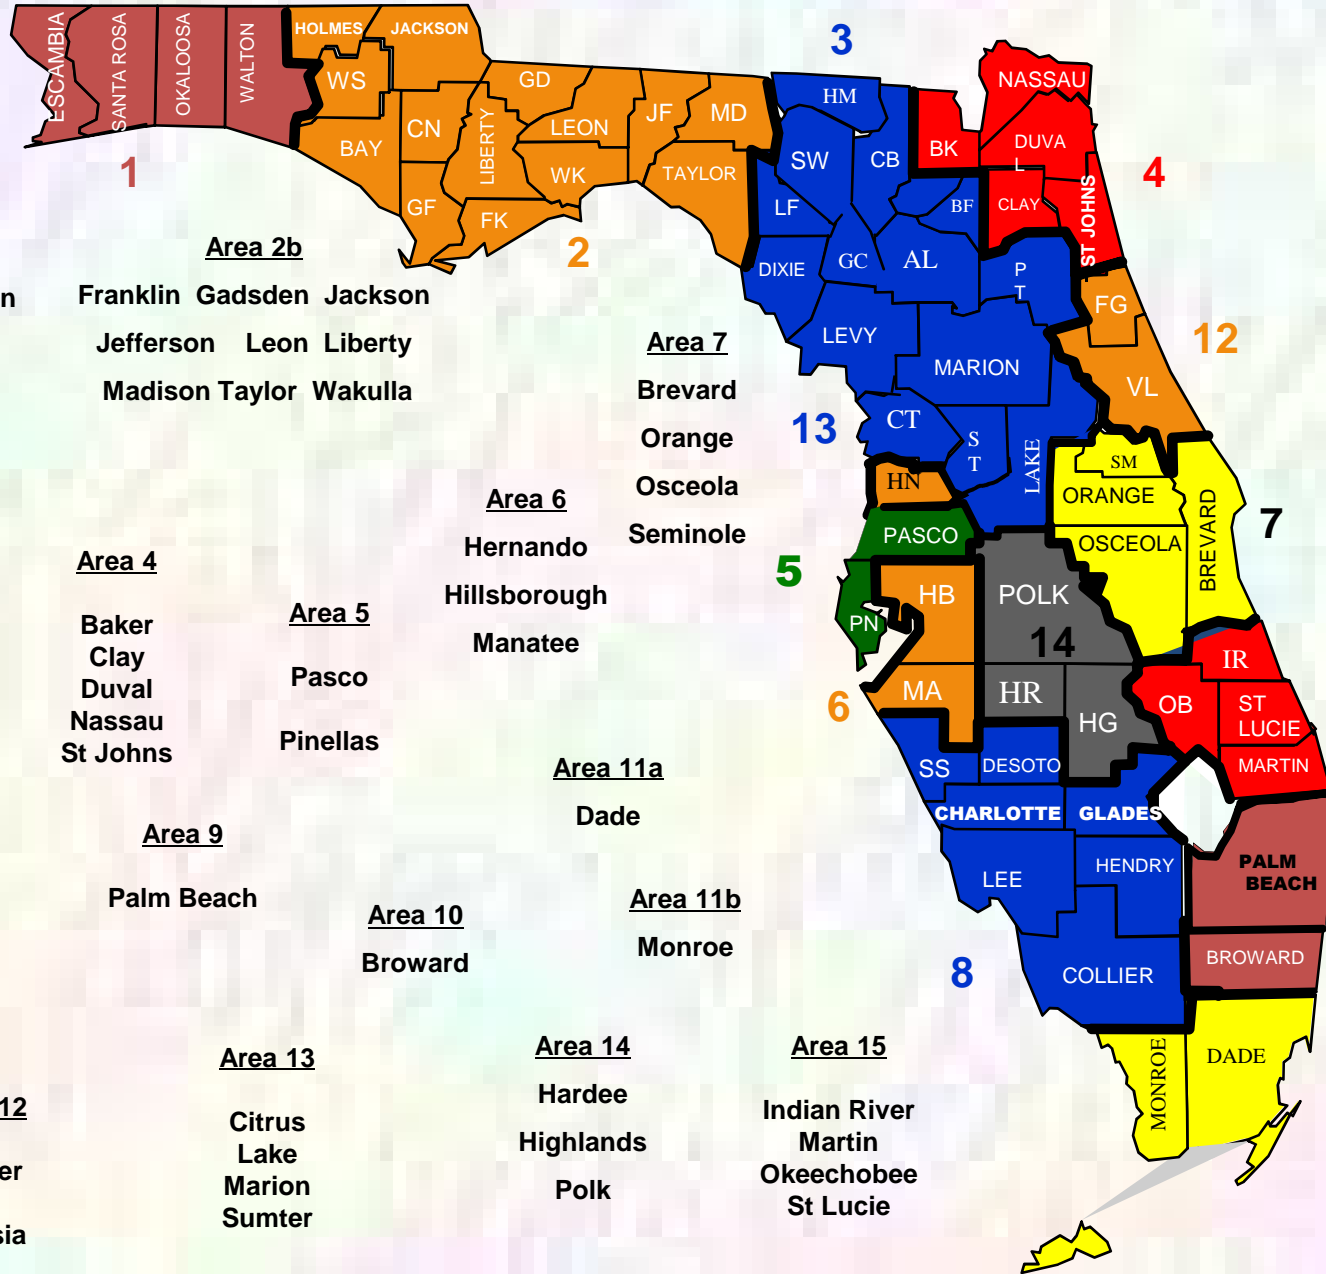 ESCAMBIA
SANTA ROSA
OKALOOSA
WALTON
HOLMES
JACKSON
WS
BAY
CN
GF
LIBERTY
GD
LEON
WK
FK
JF
MD
TAYLOR
1
2
3
HM
SW
CB
LF
BF
DIXIE
GC
AL
P
T
LEVY
MARION
CT
S
T
LAKE
13
BK
NASSAU
DUVA
L
CLAY
ST JOHNS
4
FG
VL
12
HN
PASCO
PN
5
SM
ORANGE
OSCEOLA
BREVARD
7
HB
MA
6
POLK
14
HR
HG
IR
OB
ST
LUCIE
MARTIN
SS
DESOTO
CHARLOTTE
GLADES
LEE
HENDRY
COLLIER
8
PALM
BEACH
BROWARD
MONROE
DADE
n
Area 2b
Franklin Gadsden Jackson
Jefferson Leon Liberty
Madison Taylor Wakulla
Area 7
Brevard
Orange
Osceola
Seminole
Area 6
Hernando
Hillsborough
Manatee
Area 4
Baker
Clay
Duval
Nassau
St Johns
Area 5
Pasco
Pinellas
Area 11a
Dade
Area 9
Palm Beach
Area 10
Broward
Area 11b
Monroe
12
er
sia
Area 13
Citrus
Lake
Marion
Sumter
Area 14
Hardee
Highlands
Polk
Area 15
Indian River
Martin
Okeechobee
St Lucie